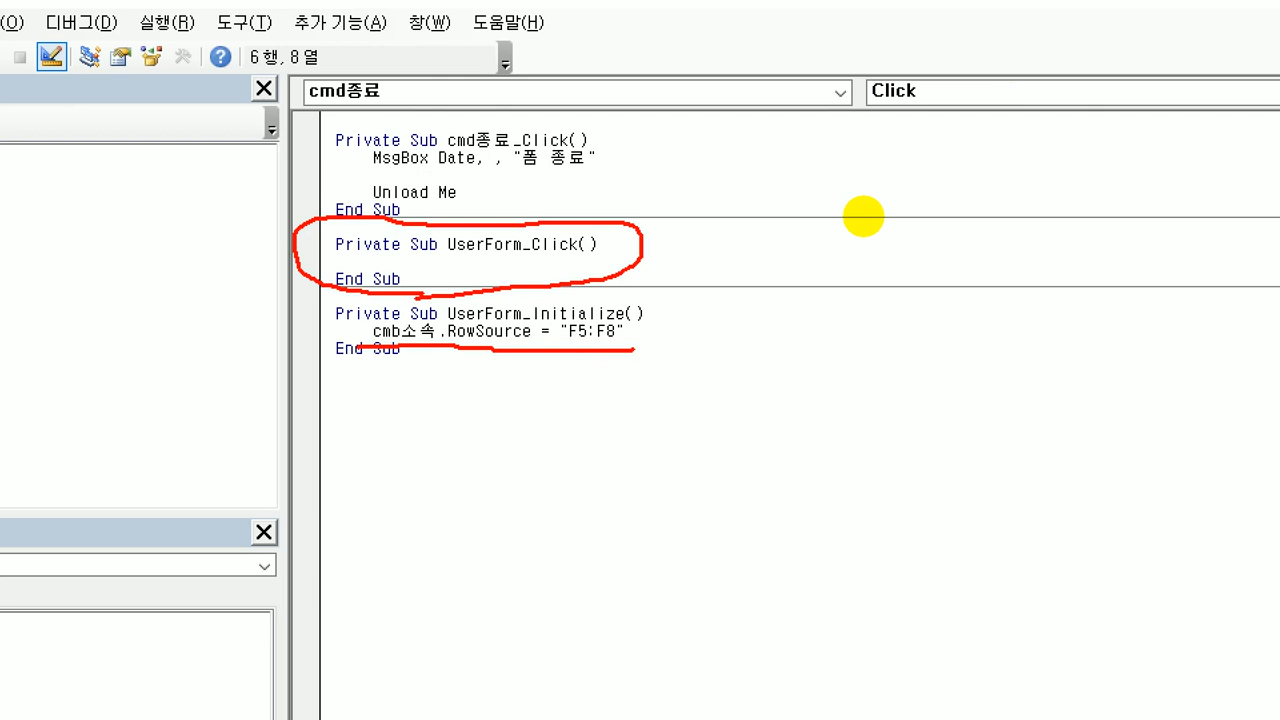 (O) 디버그(D) 실행(R) 도구(T) 추가 기능(A) 창(W) 도움말(H)
6 행, 8 열
cmd종료 Click
Private Sub cmd종료_Click()
MsgBox Date, , "폼 종료"
Unload Me
End Sub
Private Sub UserForm_Click()
End Sub
Private Sub UserForm_Initialize()
cmb소속.RowSource = "F5:F8"
End Sub